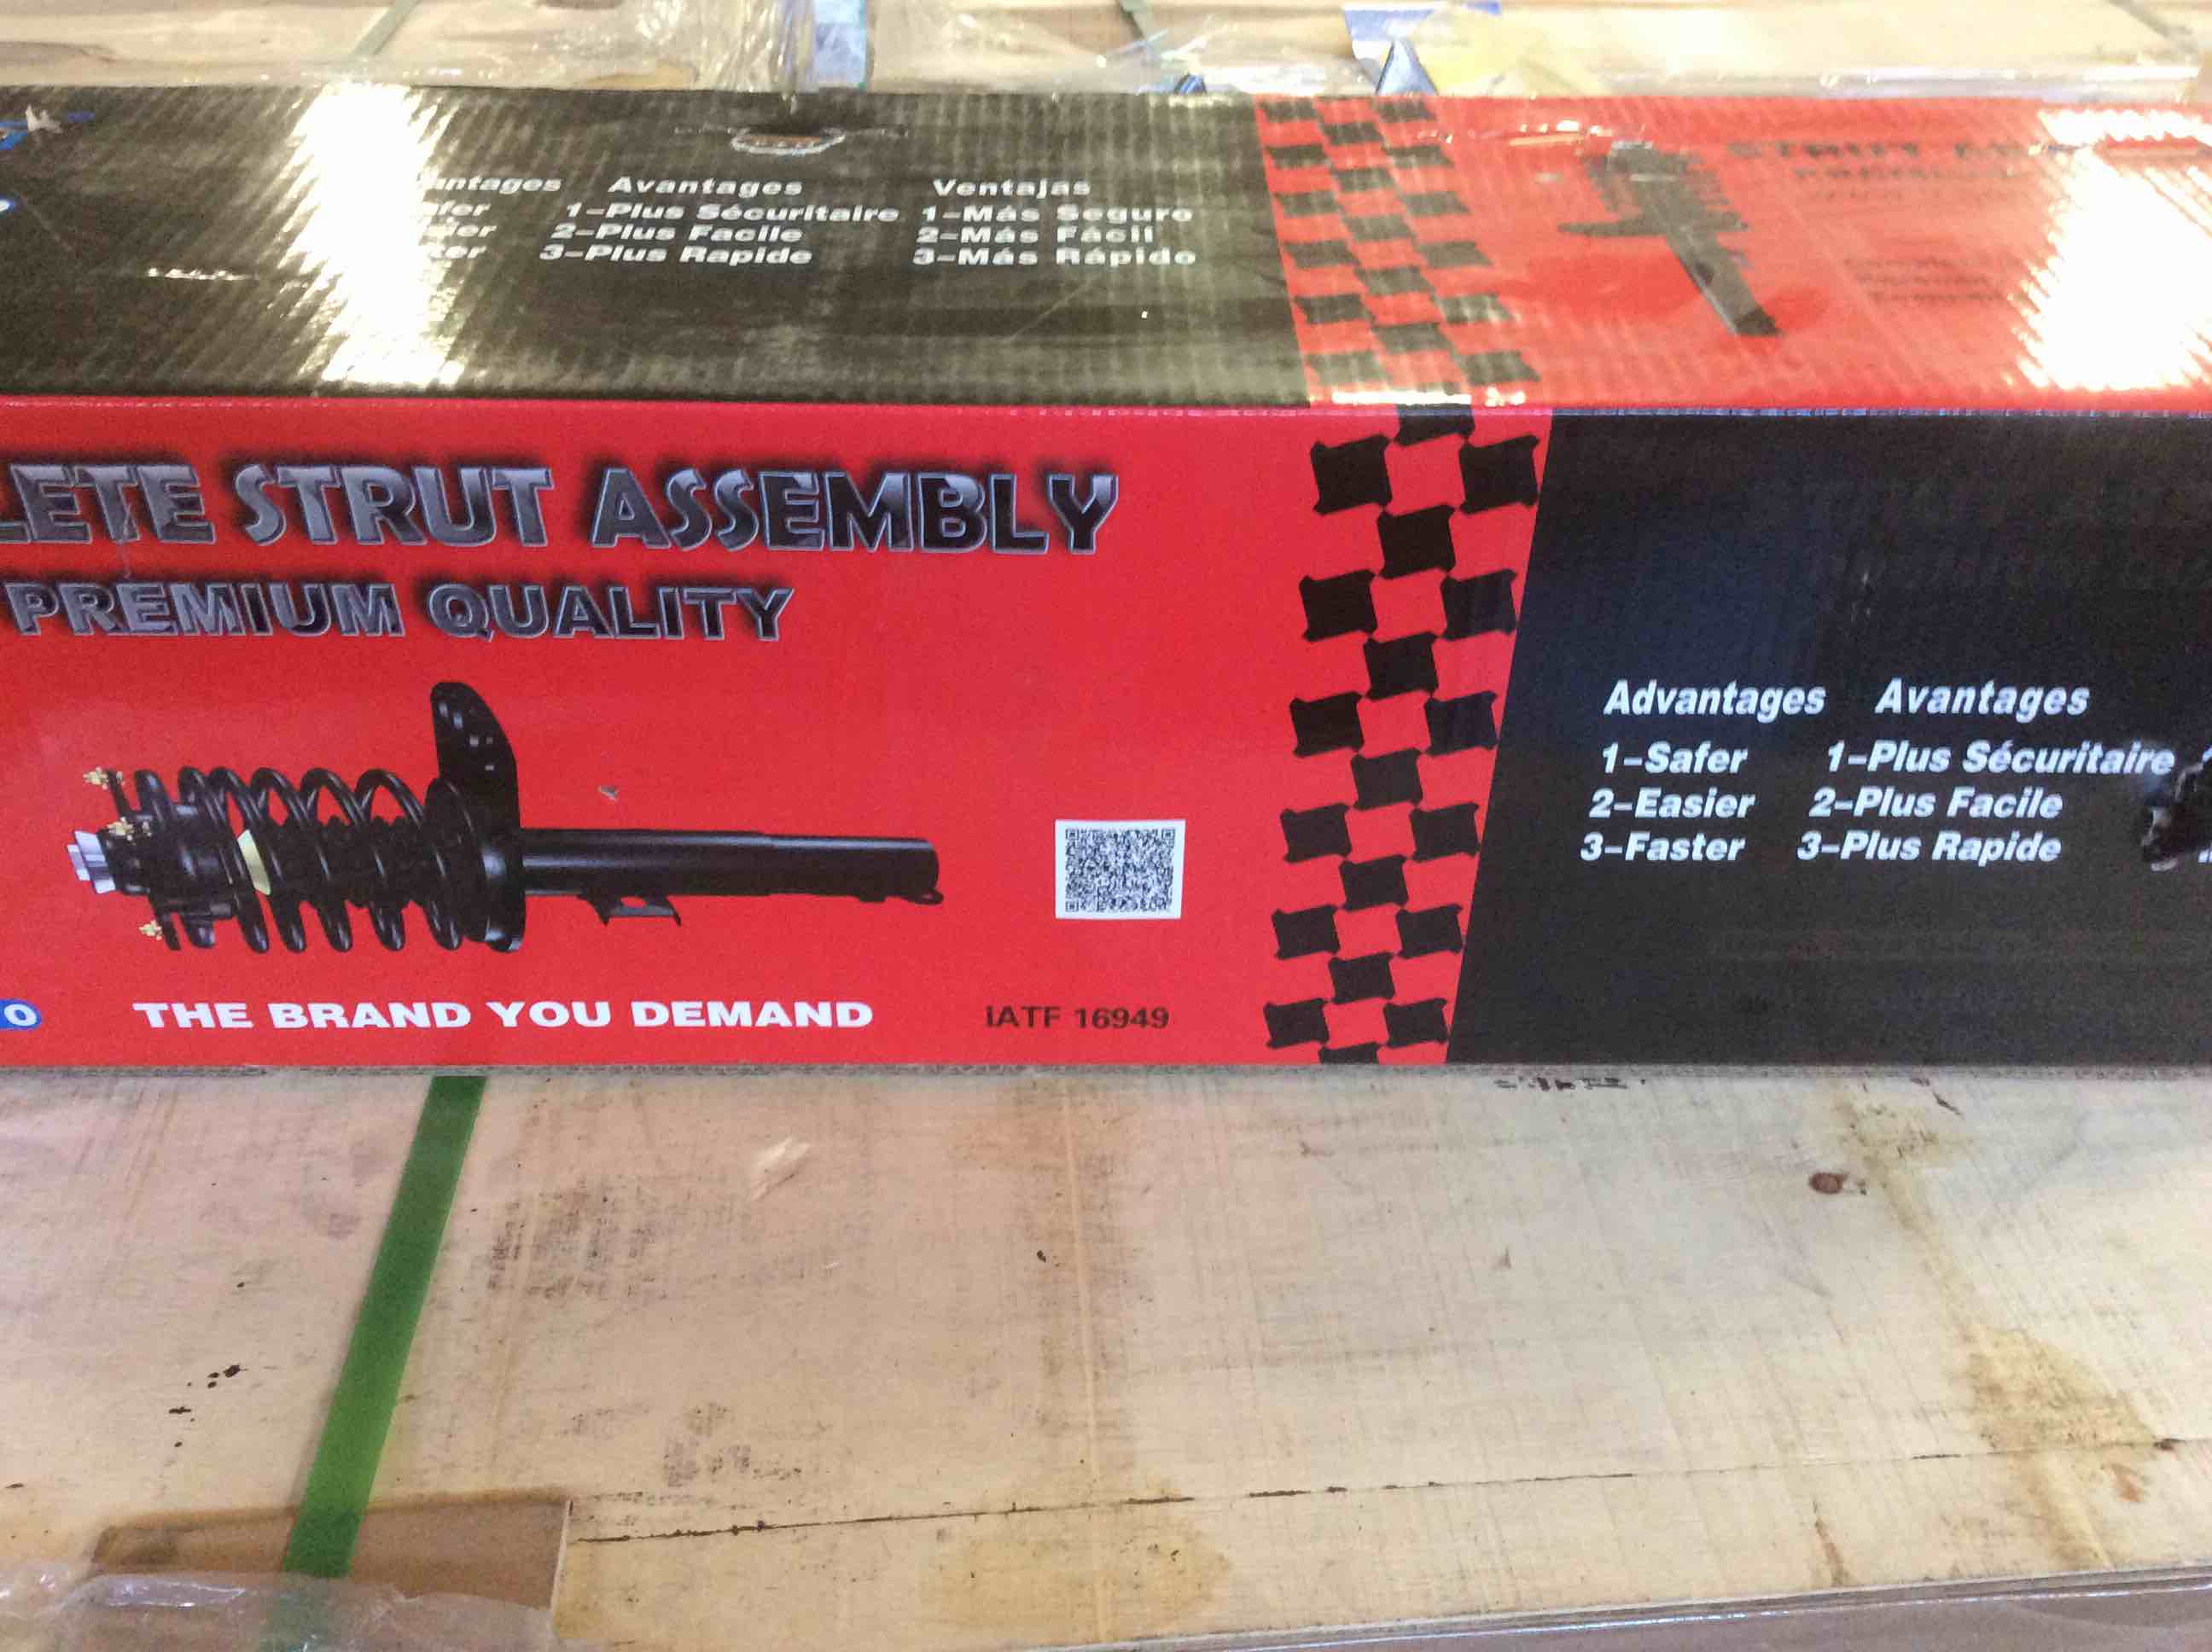 Avantages Ventajas
1-Plus Sécuritaire 1-Más Seguro
2-Plus Facile 2-Más Fácil
3-Plus Rapide 3-Más Rápido
STRUT
LETE STRUT ASSEMBLY
PREMIUM QUALITY
Advantages Avantages
1-Safer 1-Plus Sécuritaire
2-Easier 2-Plus Facile
3-Faster 3-Plus Rapide
O THE BRAND YOU DEMAND IATF 16949